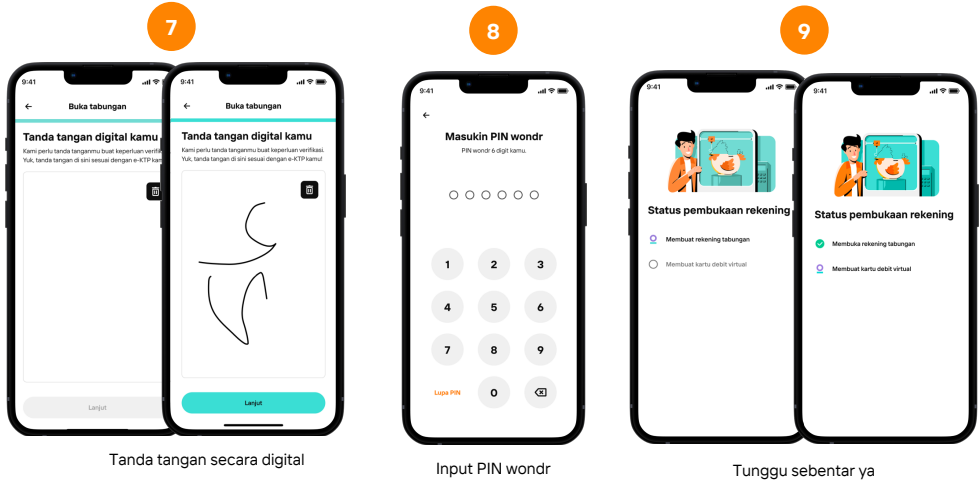 7
9:41
Buka tabungan
Tanda tangan digital kamu
Kami perlu tanda tanganmu buat keperluan
Yuk, tanda tangan di sini sesuai dengan e-KTP
Lanjut
9:41
Buka tabungan
Tanda tangan digital kamu
Kami perlu tanda tanganmu buat keperluan verifikasi.
Yuk, tanda tangan di sini sesuai dengan e-KTP kamu!
Lanjut
Tanda tangan secara digital
8
9:41
Masukin PIN wondr
PIN wondr 6 digit kamu.
1 2 3
4 5 6
7 8 9
Lupa PIN 0
Input PIN wondr
9
9:41
Status pembukaan rekening
Membuat rekening tabungan
Membuat kartu debit virtual
9:41
Status pembukaan rekening
Membuka rekening tabungan
Membuat kartu debit virtual
Tunggu sebentar ya